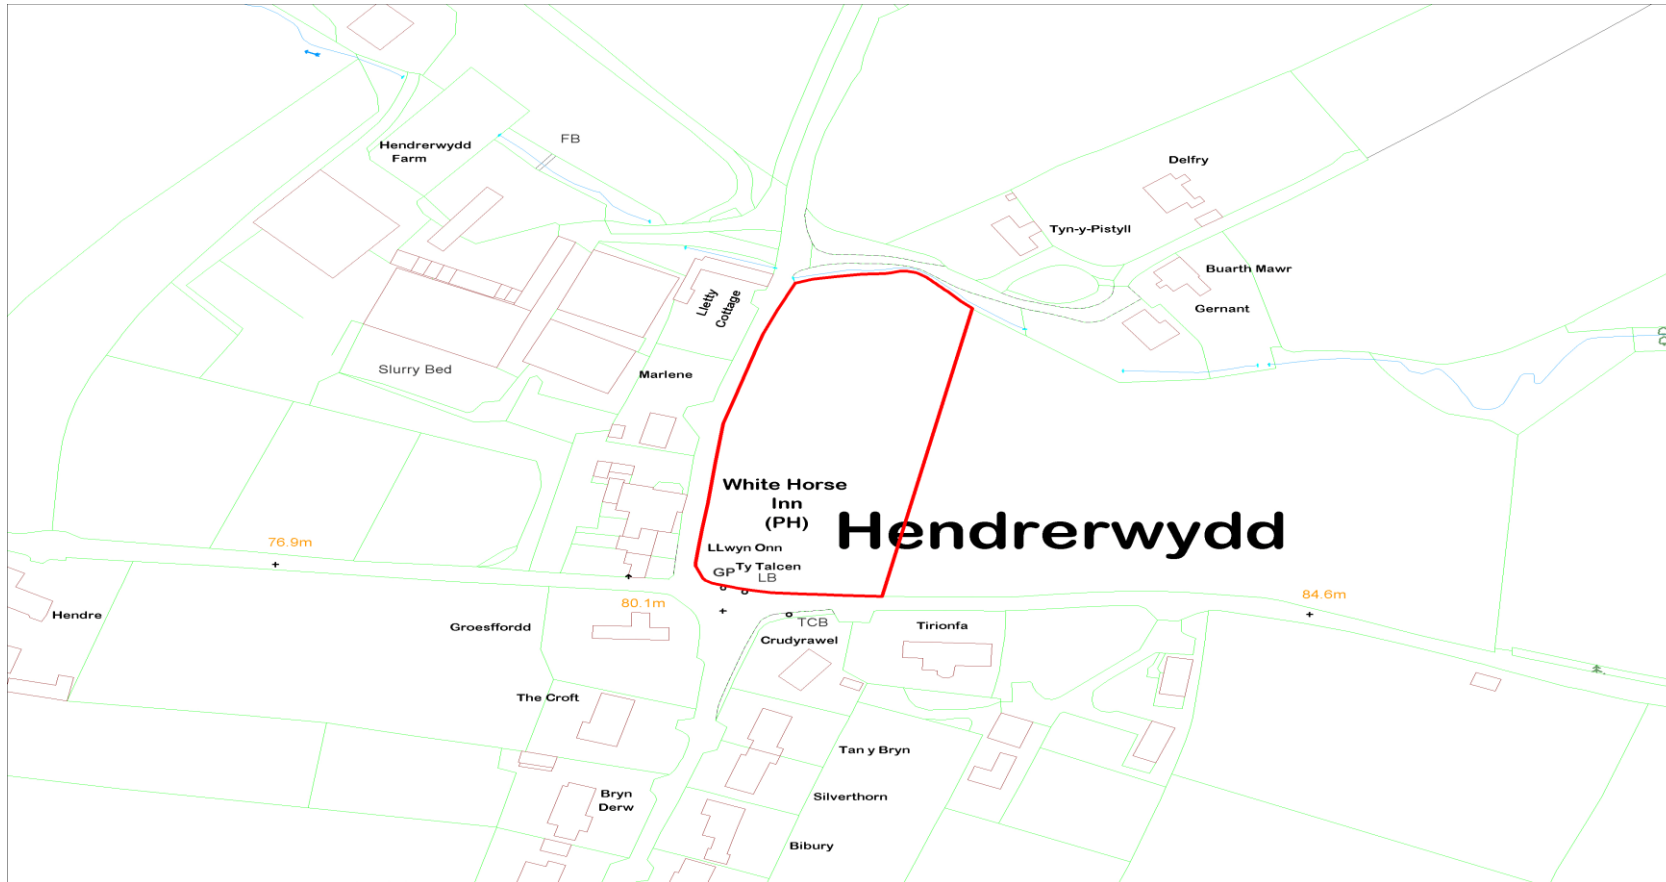 FB
Hendrerwydd
Farm
Delfry
Tyn-y-Pistyll
Buarth Mawr
Gernant
Lletty
Cottage
Slurry Bed
Marlene
White Horse
Inn
(PH)
Hendrerwydd
LLwyn Onn
Ty Talcen
GP
LB
76.9m
80.1m
84.6m
Hendre
Groesffordd
TCB
Crudyrawel
Tirionfa
The Croft
Tan y Bryn
Bryn
Derw
Silverthorn
Bibury